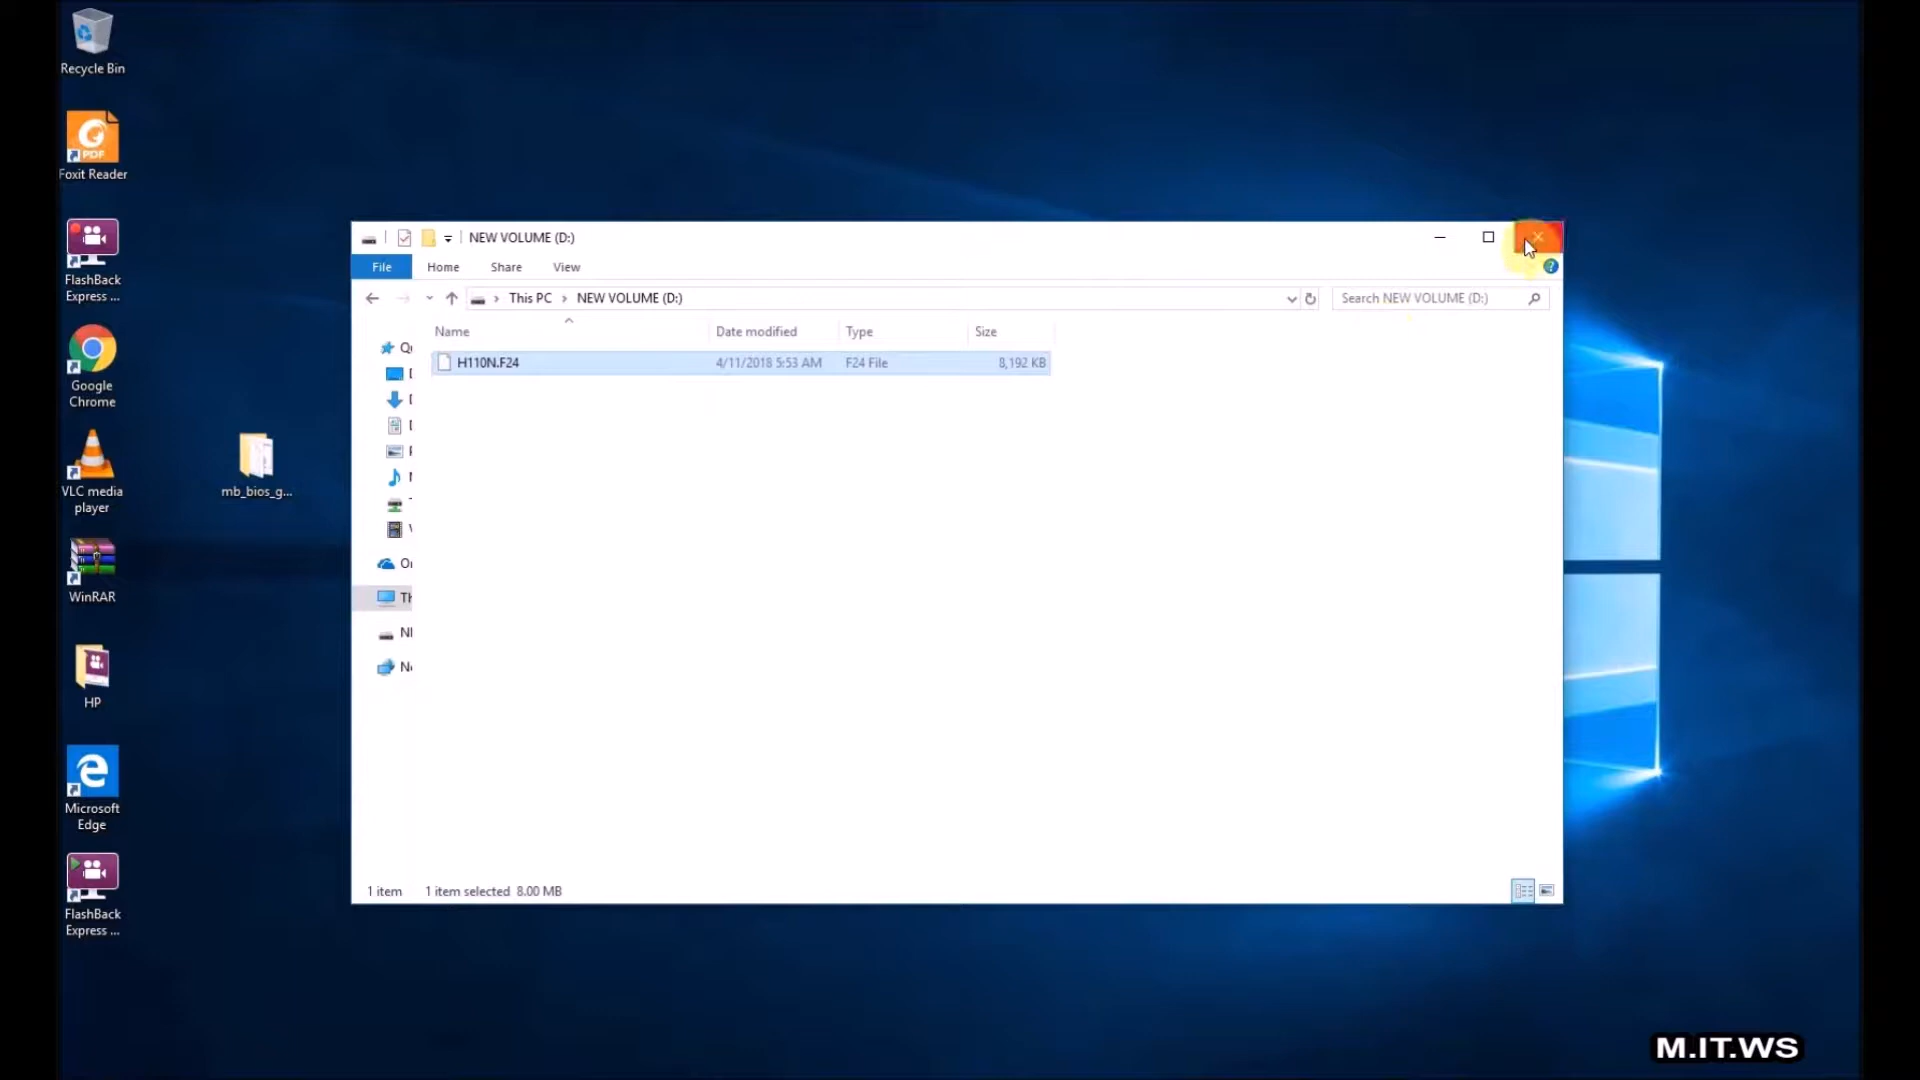 Recycle Bin
PDF
Foxit Reader
FlashBack
Express ...
Google
Chrome
VLC media
player
WinRAR
HP
Microsoft
Edge
FlashBack
Express ...
mb_bios_g...
NEW VOLUME (D:)
File Home Share View
This PC > NEW VOLUME (D:)
Search NEW VOLUME (D:)
Name Date modified Type Size
H110N.F24 4/11/2018 5:53 AM F24 File 8,192 KB
1 item 1 item selected 8.00 MB
M.IT.WS